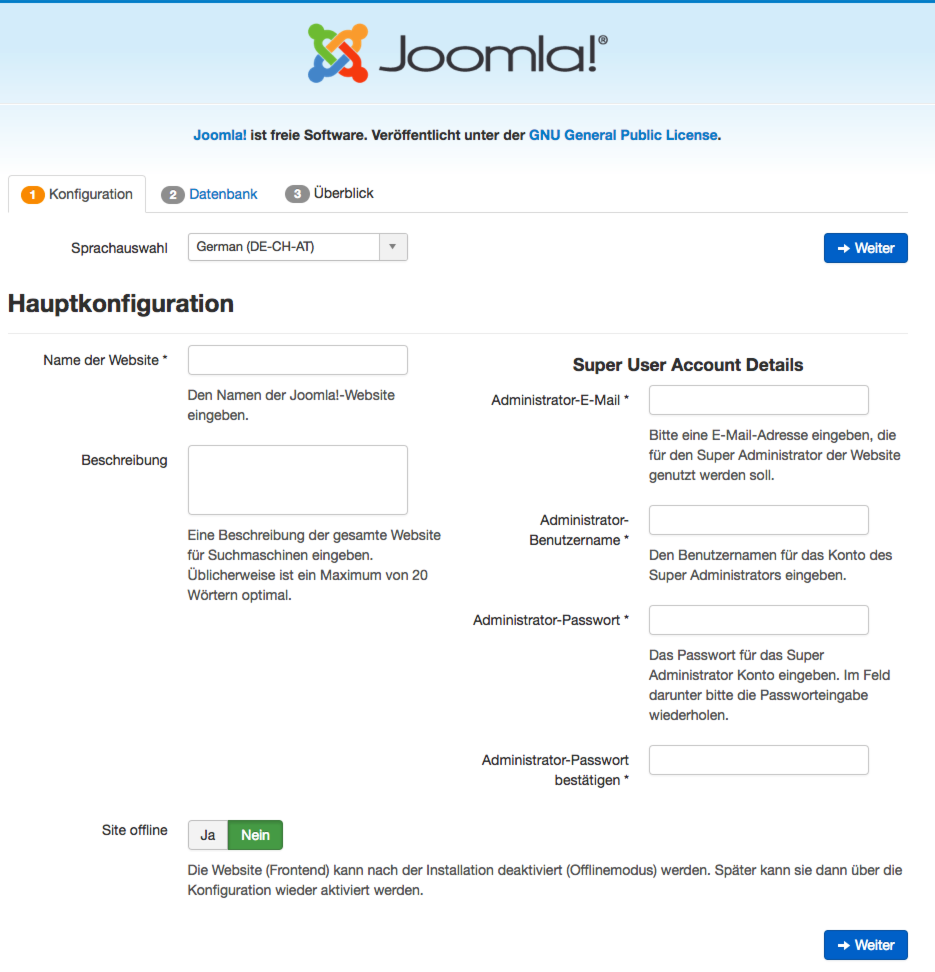 Joomla!®
Joomla! ist freie Software. Veröffentlicht unter der GNU General Public License.
1 Konfiguration
2 Datenbank
3 Überblick
Sprachauswahl
German (DE-CH-AT)
Weiter
Hauptkonfiguration
Name der Website *
Den Namen der Joomla!-Website
eingeben.
Beschreibung
Eine Beschreibung der gesamte Website
für Suchmaschinen eingeben.
Üblicherweise ist ein Maximum von 20
Wörtern optimal.
Super User Account Details
Administrator-E-Mail *
Bitte eine E-Mail-Adresse eingeben, die
für den Super Administrator der Website
genutzt werden soll.
Administrator-
Benutzername *
Den Benutzernamen für das Konto des
Super Administrators eingeben.
Administrator-Passwort *
Das Passwort für das Super
Administrator Konto eingeben. Im Feld
darunter bitte die Passworteingabe
wiederholen.
Administrator-Passwort
bestätigen *
Site offline
Ja
Nein
Die Website (Frontend) kann nach der Installation deaktiviert (Offlinemodus) werden. Später kann sie dann über die
Konfiguration wieder aktiviert werden.
Weiter